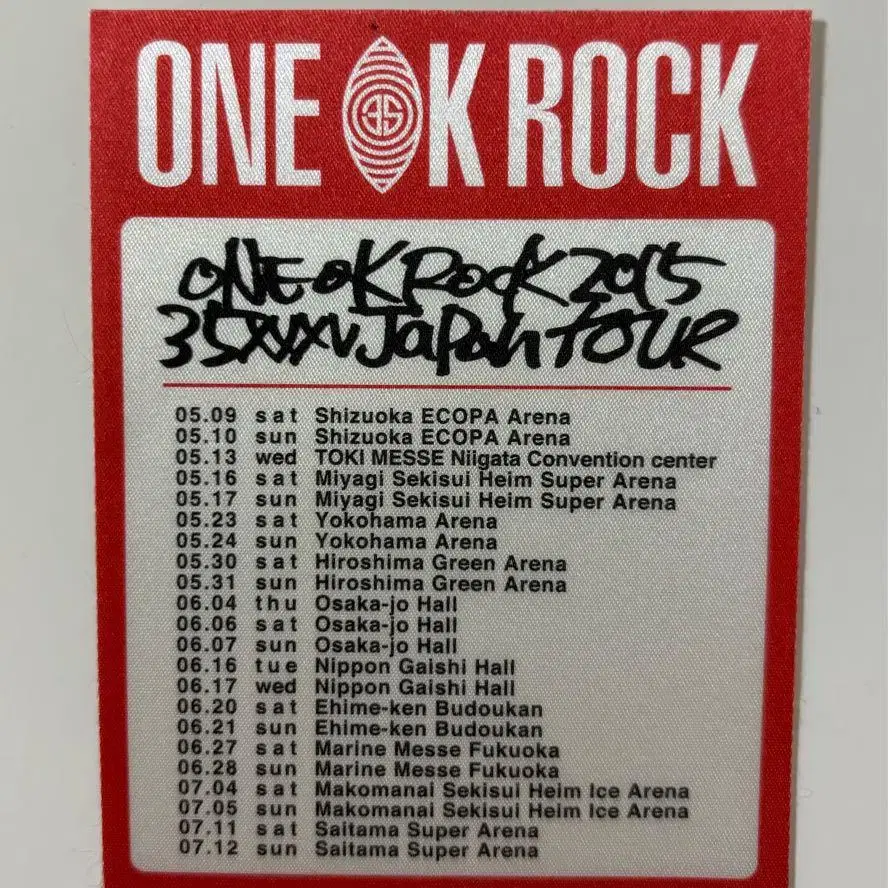 ONE OK ROCK
ONE OK ROCK 2015
35xxxv Japan TOUR
05.09 sat Shizuoka ECOPA Arena
05.10 sun Shizuoka ECOPA Arena
05.13 wed TOKI MESSE Niigata Convention center
05.16 sat Miyagi Sekisui Heim Super Arena
05.17 sun Miyagi Sekisui Heim Super Arena
05.23 sat Yokohama Arena
05.24 sun Yokohama Arena
05.30 sat Hiroshima Green Arena
05.31 sun Hiroshima Green Arena
06.04 thu Osaka-jo Hall
06.06 sat Osaka-jo Hall
06.07 sun Osaka-jo Hall
06.16 tue Nippon Gaishi Hall
06.17 wed Nippon Gaishi Hall
06.20 sat Ehime-ken Budoukan
06.21 sun Ehime-ken Budoukan
06.27 sat Marine Messe Fukuoka
06.28 sun Marine Messe Fukuoka
07.04 sat Makomanai Sekisui Heim Ice Arena
07.05 sun Makomanai Sekisui Heim Ice Arena
07.11 sat Saitama Super Arena
07.12 sun Saitama Super Arena